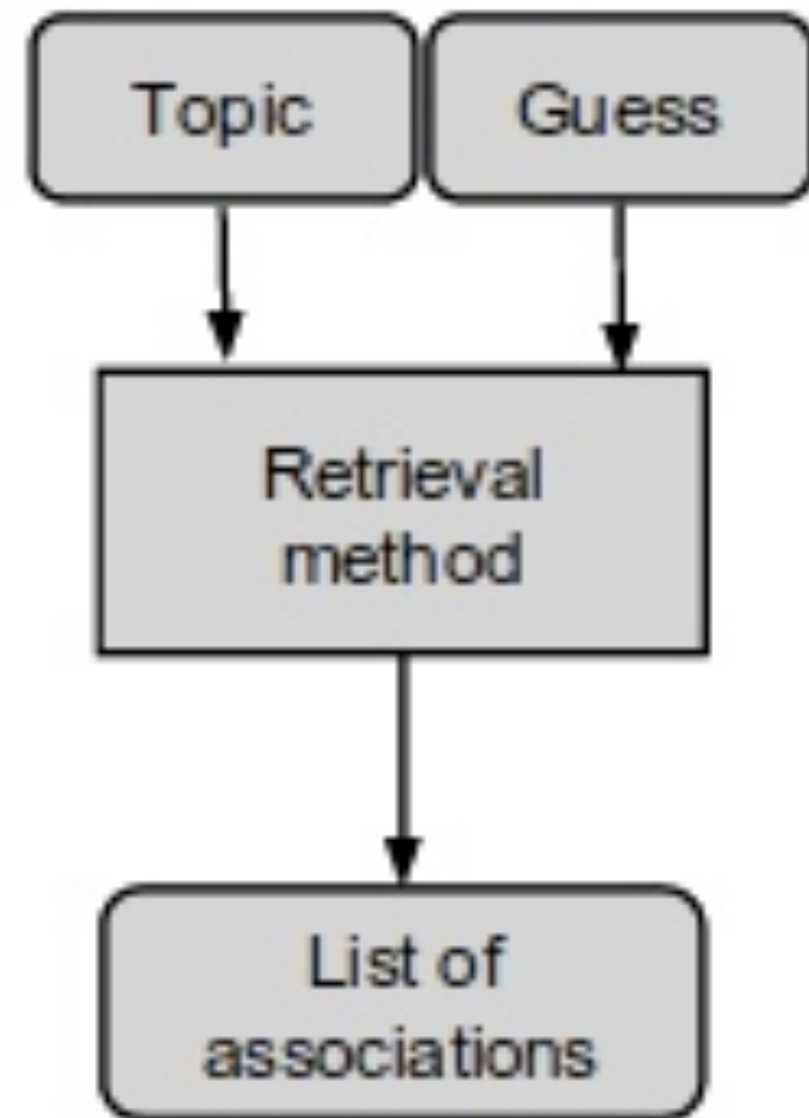 Topic
Guess
Retrieval
method
List of
associations